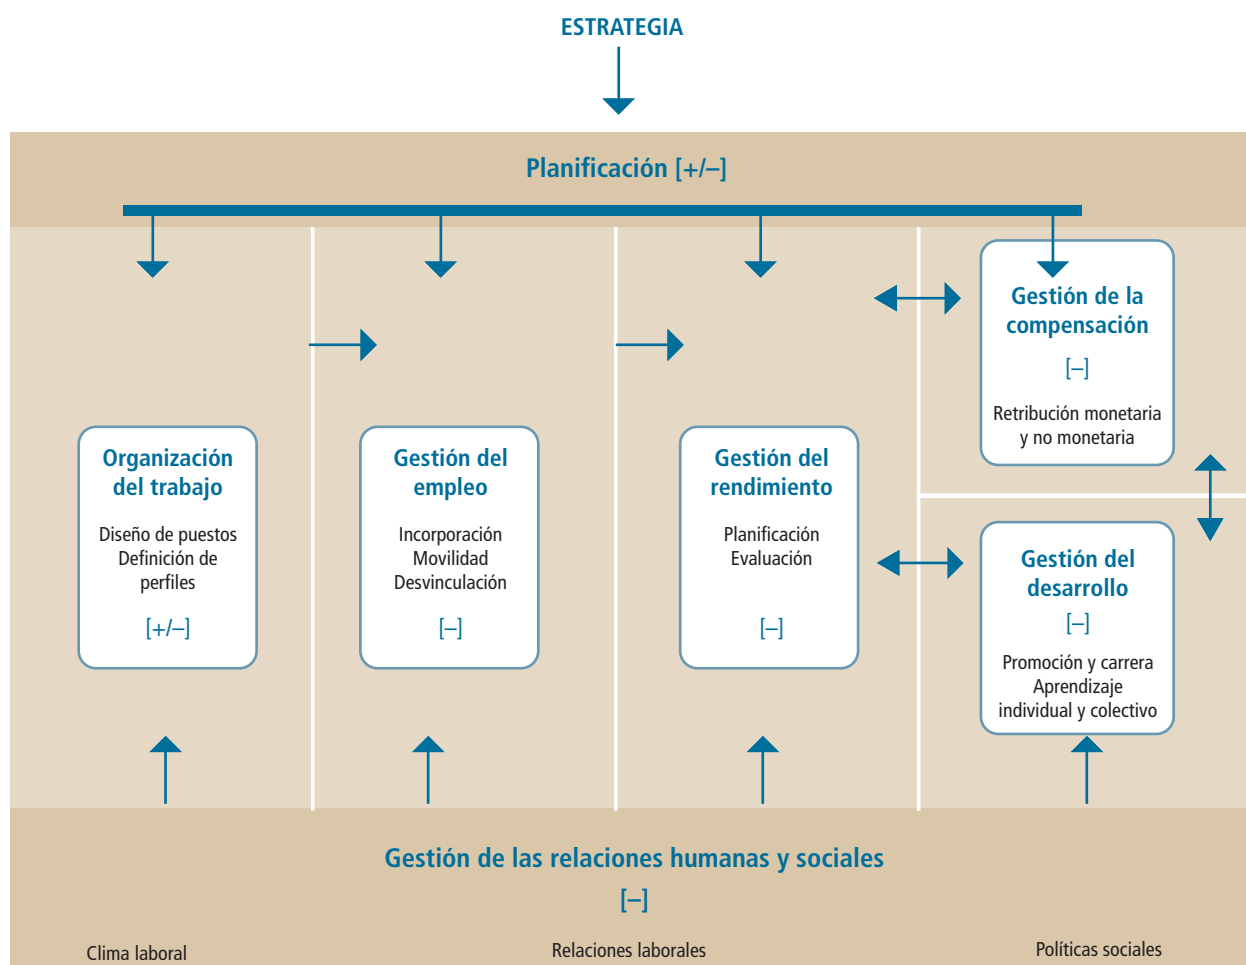 ESTRATEGIA
Planificación [+/–]
Organización
del trabajo
Diseño de puestos
Definición de
perfiles
[+/–]
Gestión del
empleo
Incorporación
Movilidad
Desvinculación
[–]
Gestión del
rendimiento
Planificación
Evaluación
[–]
Gestión de la
compensación
[–]
Retribución monetaria
y no monetaria
Gestión del
desarrollo
[–]
Promoción y carrera
Aprendizaje
individual y colectivo
Gestión de las relaciones humanas y sociales
[–]
Clima laboral
Relaciones laborales
Políticas sociales